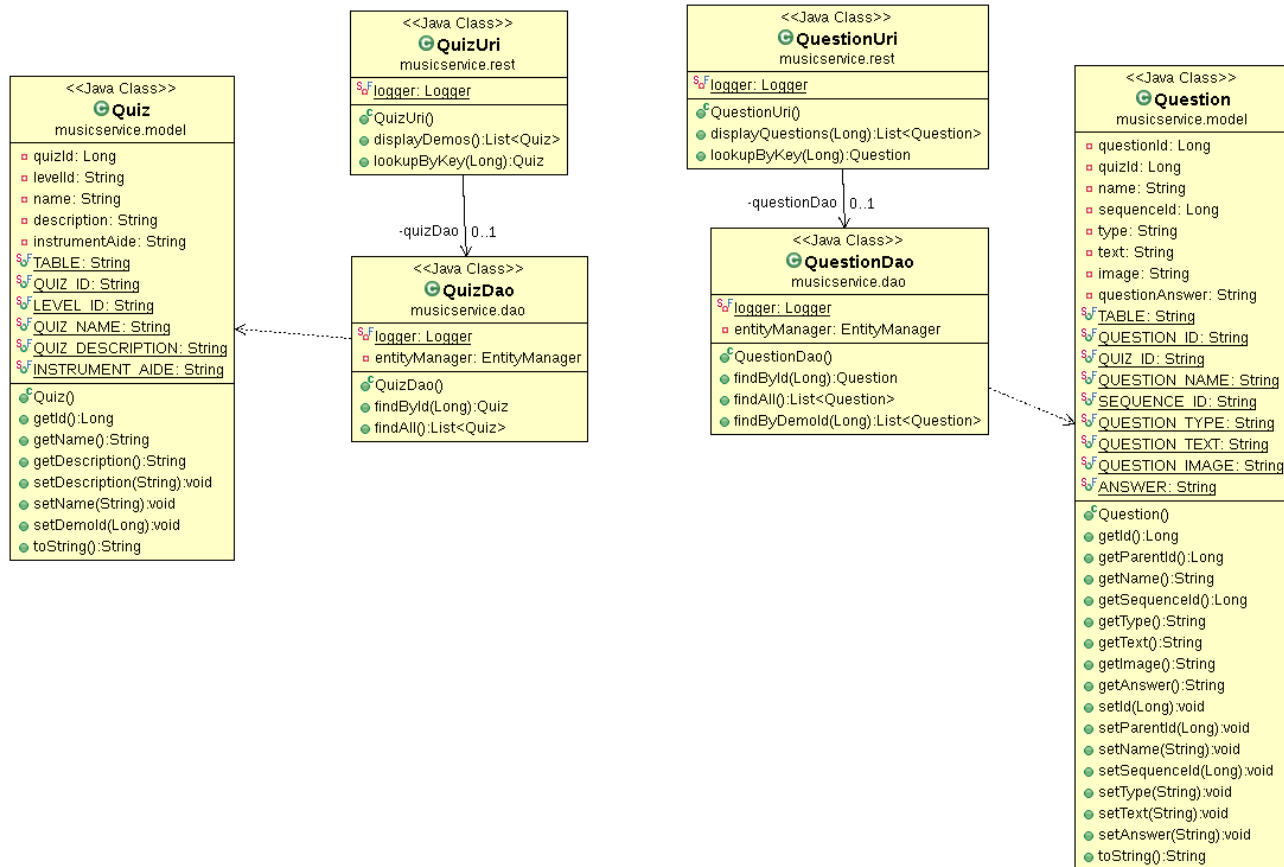 <<Java Class>>
Quiz
musicservice.model
quizId: Long
levelId: String
name: String
description: String
instrumentAide: String
TABLE: String
QUIZ_ID: String
LEVEL_ID: String
QUIZ_NAME: String
QUIZ_DESCRIPTION: String
INSTRUMENT_AIDE: String
Quiz()
getId():Long
getName():String
getDescription():String
setDescription(String):void
setName(String):void
setDemoId(Long):void
toString():String
<<Java Class>>
QuizUri
musicservice.rest
logger: Logger
QuizUri()
displayDemos():List<Quiz>
lookupByKey(Long):Quiz
-quizDao 0..1
<<Java Class>>
QuizDao
musicservice.dao
logger: Logger
entityManager: EntityManager
QuizDao()
findById(Long):Quiz
findAll():List<Quiz>
<<Java Class>>
QuestionUri
musicservice.rest
logger: Logger
QuestionUri()
displayQuestions(Long):List<Question>
lookupByKey(Long):Question
-questionDao 0..1
<<Java Class>>
QuestionDao
musicservice.dao
logger: Logger
entityManager: EntityManager
QuestionDao()
findById(Long):Question
findAll():List<Question>
findByDemoId(Long):List<Question>
<<Java Class>>
Question
musicservice.model
questionId: Long
quizId: Long
name: String
sequenceId: Long
type: String
text: String
image: String
questionAnswer: String
TABLE: String
QUESTION_ID: String
QUIZ_ID: String
QUESTION_NAME: String
SEQUENCE_ID: String
QUESTION_TYPE: String
QUESTION_TEXT: String
QUESTION_IMAGE: String
ANSWER: String
Question()
getId():Long
getParentId():Long
getName():String
getSequenceId():Long
getType():String
getText():String
getImage():String
getAnswer():String
setId(Long):void
setParentId(Long):void
setName(String):void
setSequenceId(Long):void
setType(String):void
setText(String):void
setAnswer(String):void
toString():String